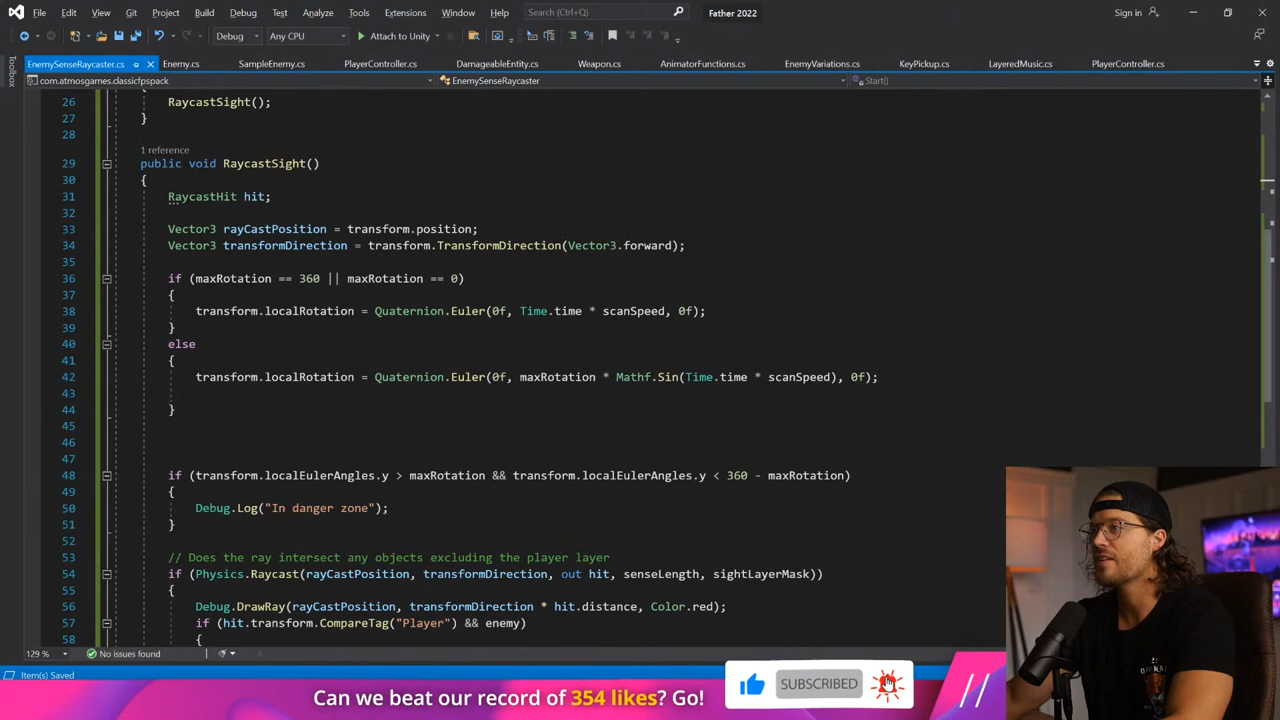 File Edit View Git Project Build Debug Test Analyze Tools Extensions Window Help Search (Ctrl+Q) Father 2022 Sign in
Debug Any CPU Attach to Unity
EnemySenseRaycaster.cs Enemy.cs SampleEnemy.cs PlayerController.cs DamageableEntity.cs Weapon.cs AnimatorFunctions.cs EnemyVariations.cs KeyPickup.cs LayeredMusic.cs PlayerController.cs
Toolbox
com.atmosgames.classicfpspack EnemySenseRaycaster Start()
26 RaycastSight();
27 }
28
1 reference
29 public void RaycastSight()
30 {
31 RaycastHit hit;
32
33 Vector3 rayCastPosition = transform.position;
34 Vector3 transformDirection = transform.TransformDirection(Vector3.forward);
35
36 if (maxRotation == 360 || maxRotation == 0)
37 {
38 transform.localRotation = Quaternion.Euler(0f, Time.time * scanSpeed, 0f);
39 }
40 else
41 {
42 transform.localRotation = Quaternion.Euler(0f, maxRotation * Mathf.Sin(Time.time * scanSpeed), 0f);
43
44 }
45
46
47
48 if (transform.localEulerAngles.y > maxRotation && transform.localEulerAngles.y < 360 - maxRotation)
49 {
50 Debug.Log("In danger zone");
51 }
52
53 // Does the ray intersect any objects excluding the player layer
54 if (Physics.Raycast(rayCastPosition, transformDirection, out hit, senseLength, sightLayerMask))
55 {
56 Debug.DrawRay(rayCastPosition, transformDirection * hit.distance, Color.red);
57 if (hit.transform.CompareTag("Player") && enemy)
58 {
129 % No issues found
Item(s) Saved
Can we beat our record of 354 likes? Go!
SUBSCRIBED
//